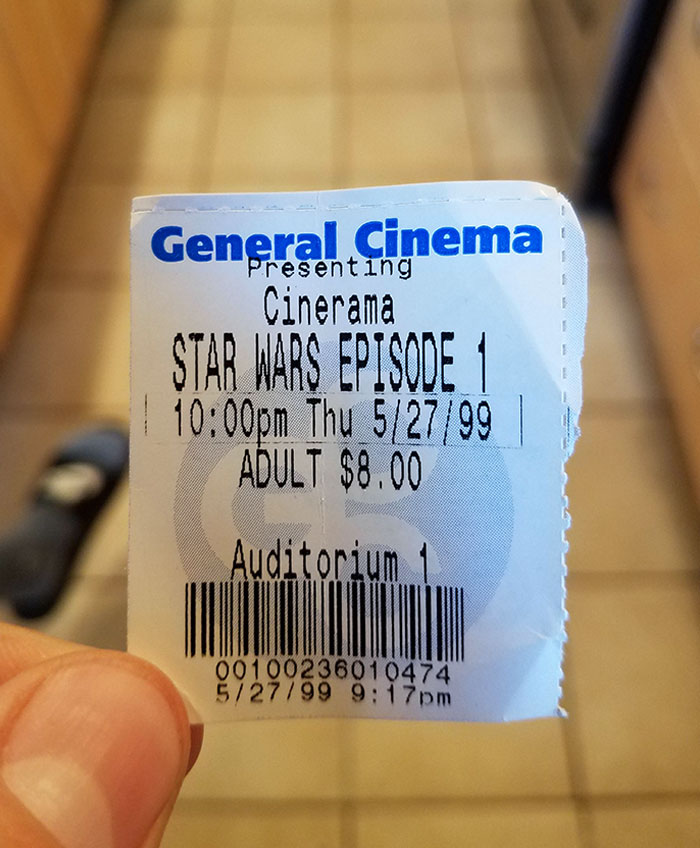 General Cinema
Presenting
Cinerama
STAR WARS EPISODE 1
10:00pm Thu 5/27/99
ADULT $8.00
Auditorium 1
00100236010474
5/27/99 9:17pm